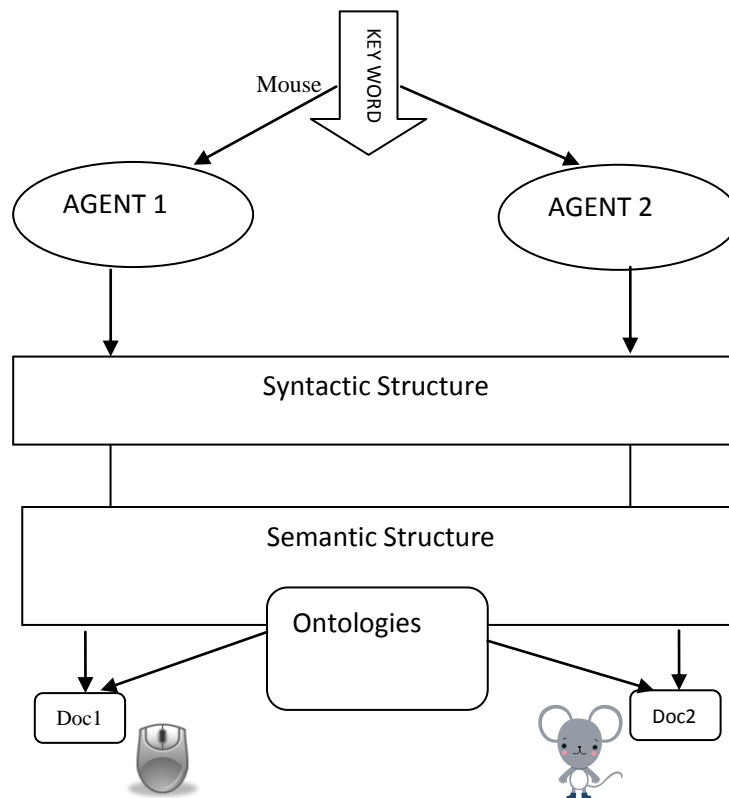 KEY WORD
Mouse
AGENT 1
AGENT 2
Syntactic Structure
Semantic Structure
Ontologies
Doc1
Doc2